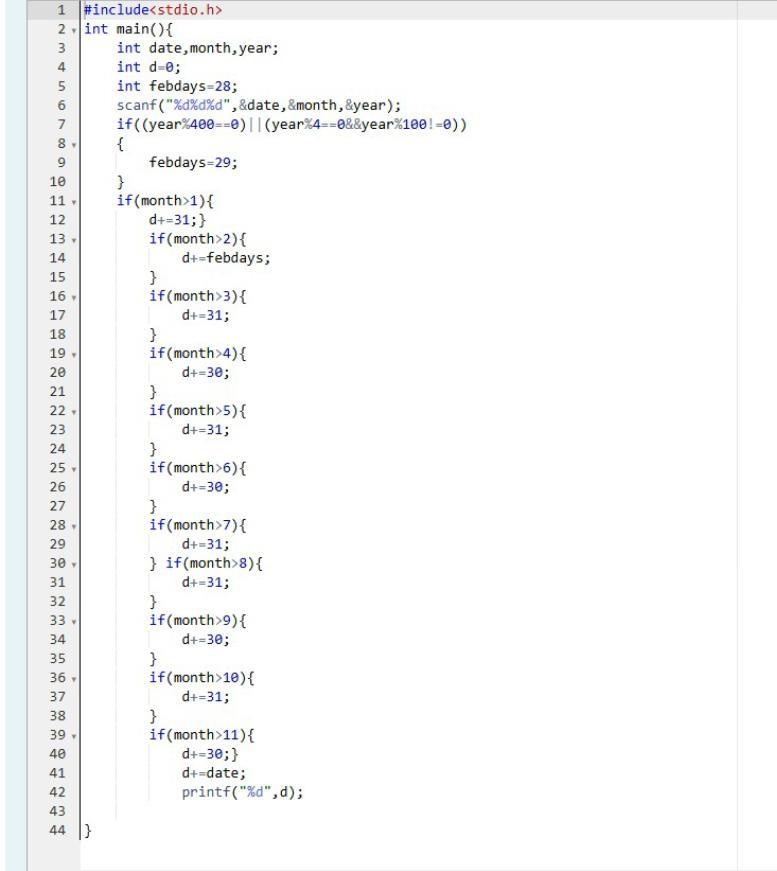 1 #include<stdio.h>
2 int main(){
3 int date,month,year;
4 int d=0;
5 int febdays=28;
6 scanf("%d%d%d",&date,&month,&year);
7 if((year%400==0)||(year%4==0&&year%100!=0))
8 {
9 febdays=29;
10 }
11 if(month>1){
12 d+=31;}
13 if(month>2){
14 d+=febdays;
15 }
16 if(month>3){
17 d+=31;
18 }
19 if(month>4){
20 d+=30;
21 }
22 if(month>5){
23 d+=31;
24 }
25 if(month>6){
26 d+=30;
27 }
28 if(month>7){
29 d+=31;
30 } if(month>8){
31 d+=31;
32 }
33 if(month>9){
34 d+=30;
35 }
36 if(month>10){
37 d+=31;
38 }
39 if(month>11){
40 d+=30;}
41 d+=date;
42 printf("%d",d);
43
44 }